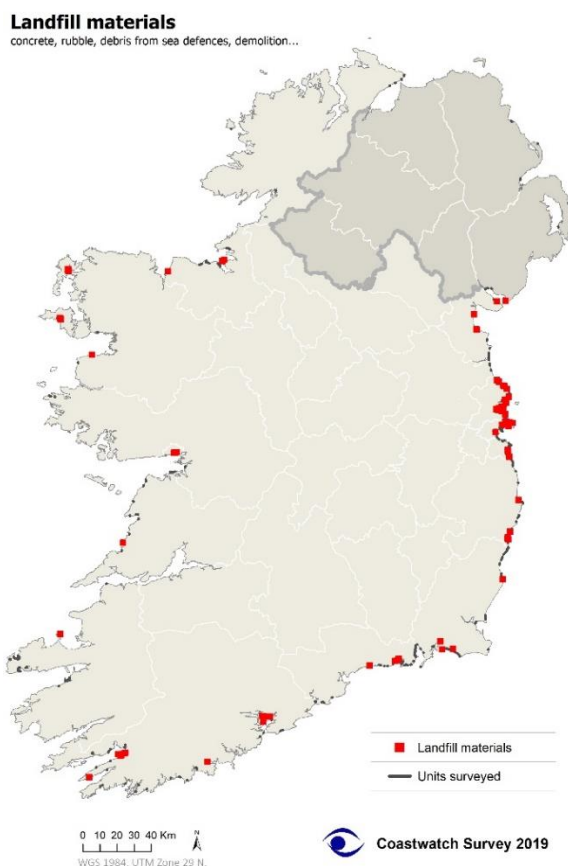 Landfill materials
concrete, rubble, debris from sea defences, demolition...
Landfill materials
Units surveyed
0 10 20 30 40 Km
N
WGS 1984. UTM Zone 29 N.
Coastwatch Survey 2019